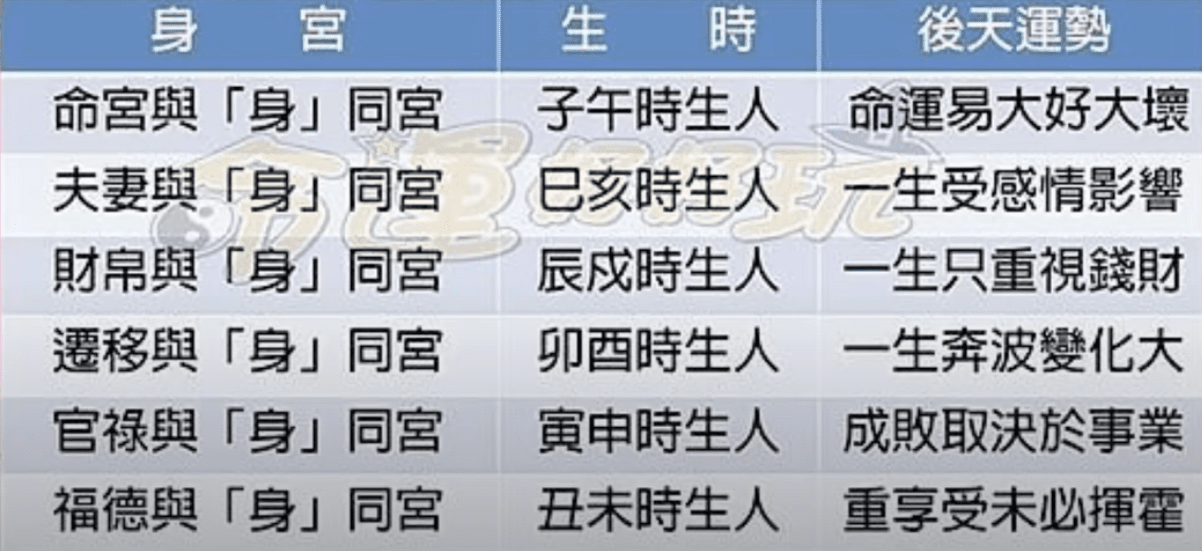 身宮 生時 後天運勢
命宮與「身」同宮 子午時生人 命運易大好大壞
夫妻與「身」同宮 巳亥時生人 一生受感情影響
財帛與「身」同宮 辰戍時生人 一生只重視錢財
遷移與「身」同宮 卯酉時生人 一生奔波變化大
官祿與「身」同宮 寅申時生人 成敗取決於事業
福德與「身」同宮 丑未時生人 重享受未必揮霍
命運好好玩